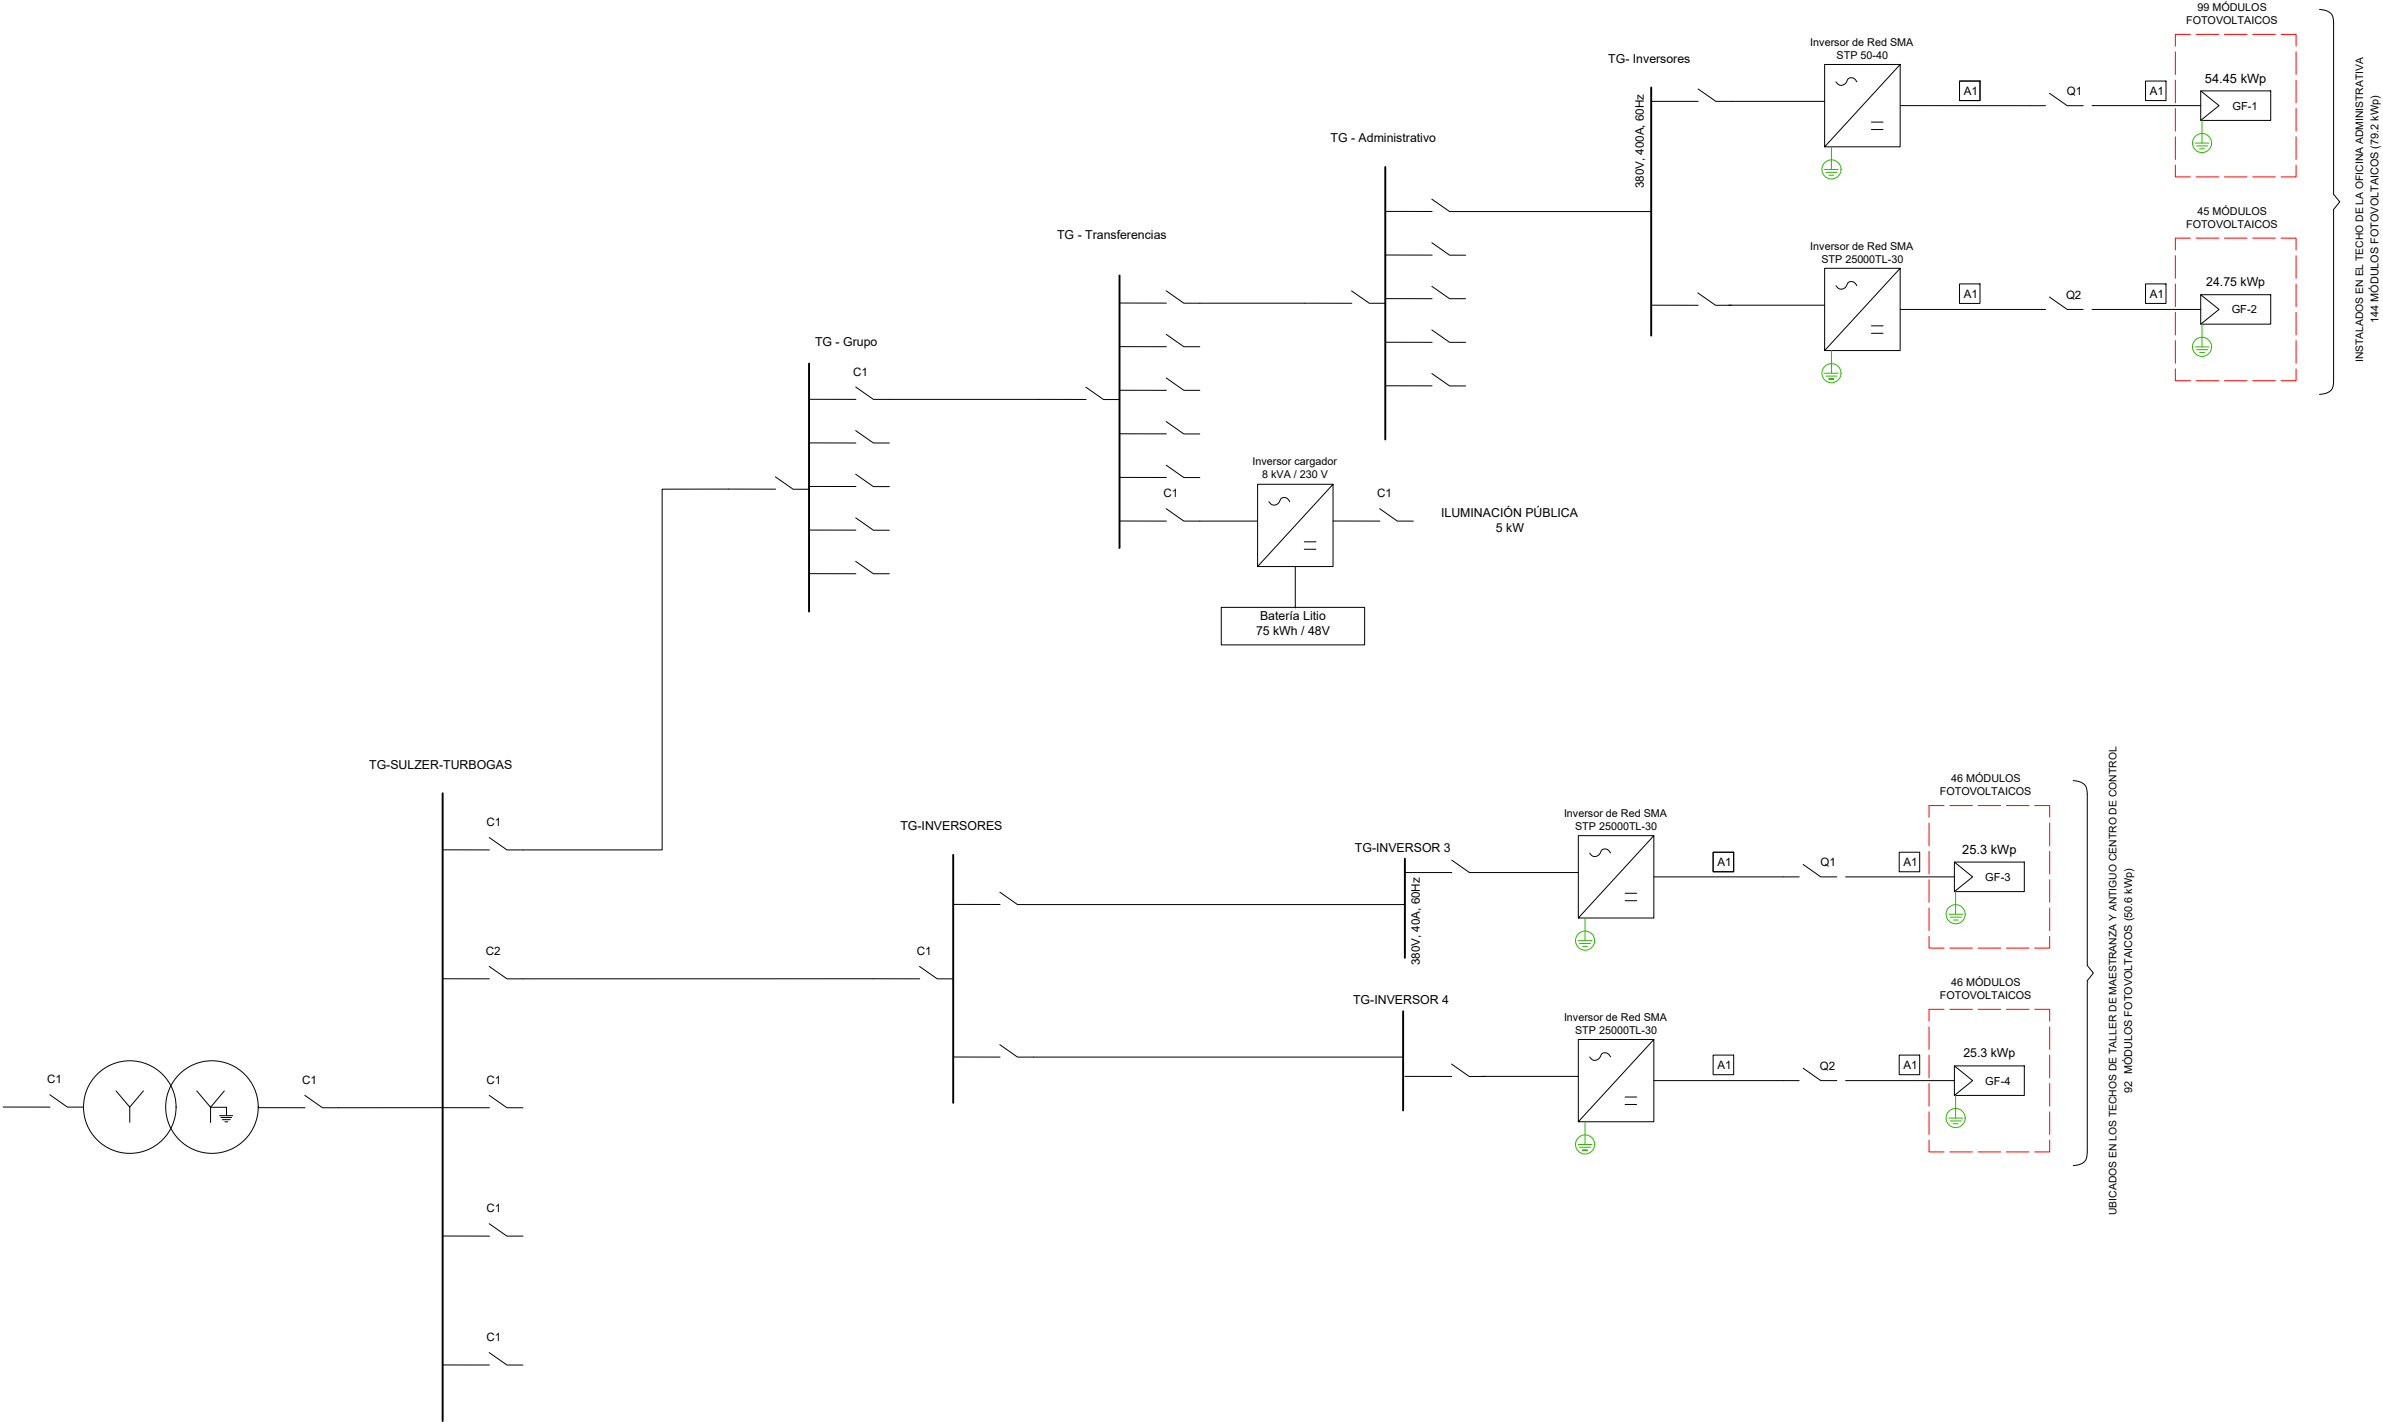 99 MÓDULOS
FOTOVOLTAICOS
Inversor de Red SMA
STP 50-40
TG- Inversores
54.45 kWp
A1
Q1
A1
GF-1
380V, 400A, 60Hz
TG - Administrativo
45 MÓDULOS
FOTOVOLTAICOS
INSTALADOS EN EL TECHO DE LA OFICINA ADMINISTRATIVA
144 MÓDULOS FOTOVOLTAICOS (79.2 kWp)
TG - Transferencias
Inversor de Red SMA
STP 25000TL-30
24.75 kWp
A1
Q2
A1
GF-2
TG - Grupo
C1
Inversor cargador
8 kVA / 230 V
C1
C1
ILUMINACIÓN PÚBLICA
5 kW
Batería Litio
75 kWh / 48V
TG-SULZER-TURBOGAS
C1
TG-INVERSORES
46 MÓDULOS
FOTOVOLTAICOS
Inversor de Red SMA
STP 25000TL-30
TG-INVERSOR 3
25.3 kWp
A1
Q1
A1
GF-3
380V, 40A, 60Hz
C2
C1
UBICADOS EN LOS TECHOS DE TALLER DE MAESTRANZA Y ANTIGUO CENTRO DE CONTROL
92 MÓDULOS FOTOVOLTAICOS (50.6 kWp)
46 MÓDULOS
FOTOVOLTAICOS
TG-INVERSOR 4
Inversor de Red SMA
STP 25000TL-30
25.3 kWp
A1
Q2
A1
GF-4
C1
C1
C1
C1
C1